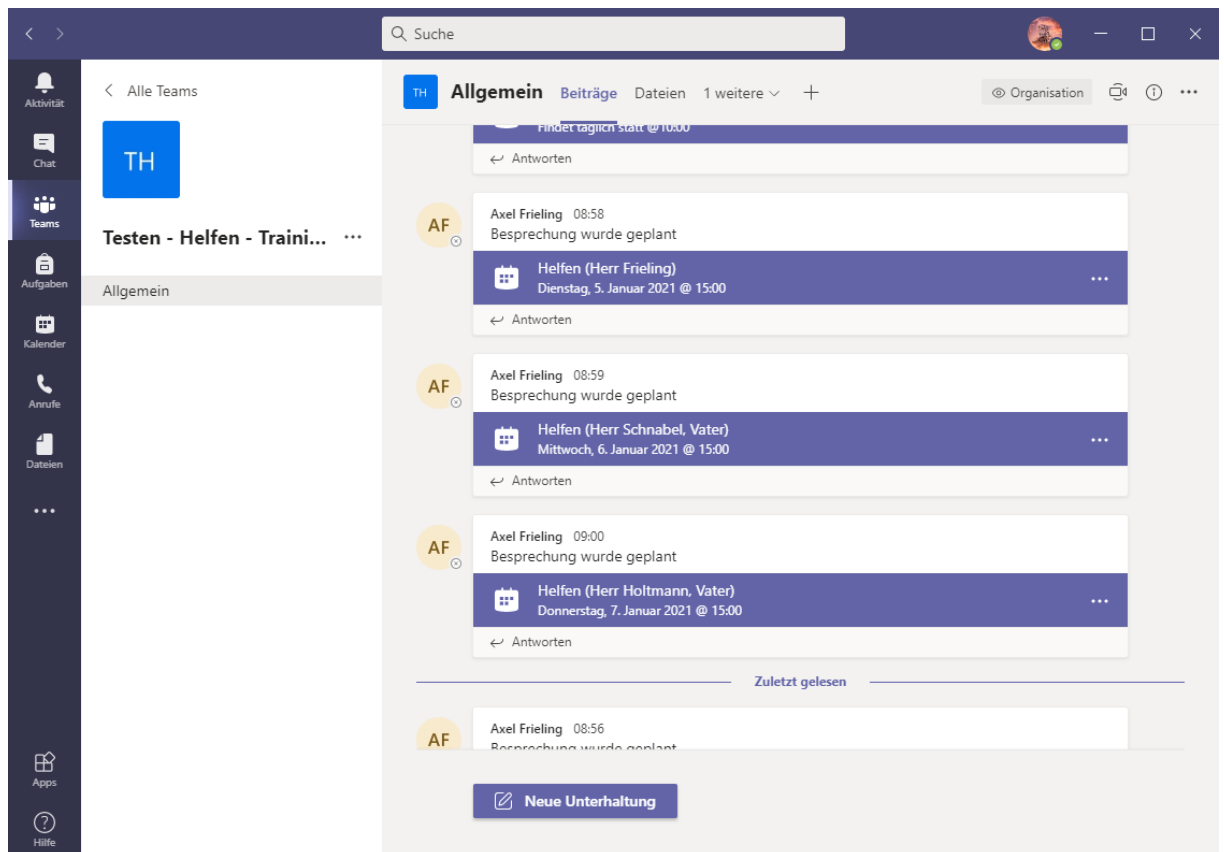 Suche
Aktivität
Chat
Teams
Aufgaben
Kalender
Anrufe
Dateien
Apps
Hilfe
Alle Teams
TH
Testen - Helfen - Traini...
Allgemein
TH
Allgemein
Beiträge
Dateien
1 weitere
Organisation
Findet täglich statt @10:00
Antworten
AF
Axel Frieling 08:58
Besprechung wurde geplant
Helfen (Herr Frieling)
Dienstag, 5. Januar 2021 @ 15:00
Antworten
AF
Axel Frieling 08:59
Besprechung wurde geplant
Helfen (Herr Schnabel, Vater)
Mittwoch, 6. Januar 2021 @ 15:00
Antworten
AF
Axel Frieling 09:00
Besprechung wurde geplant
Helfen (Herr Holtmann, Vater)
Donnerstag, 7. Januar 2021 @ 15:00
Antworten
Zuletzt gelesen
AF
Axel Frieling 08:56
Besprechung wurde geplant
Neue Unterhaltung